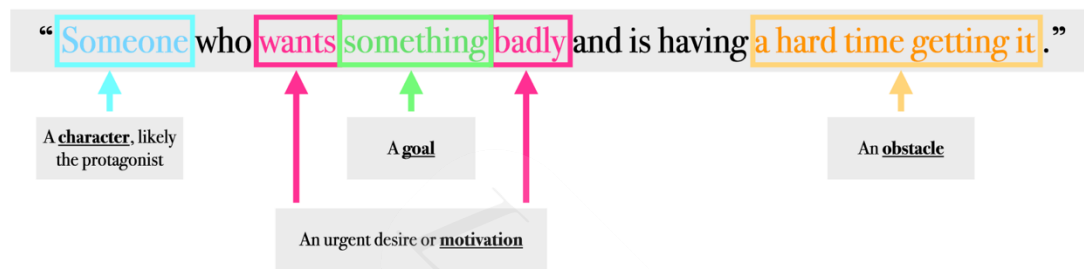 “Someone who wants something badly and is having a hard time getting it.”
A character, likely
the protagonist
A goal
An obstacle
An urgent desire or motivation